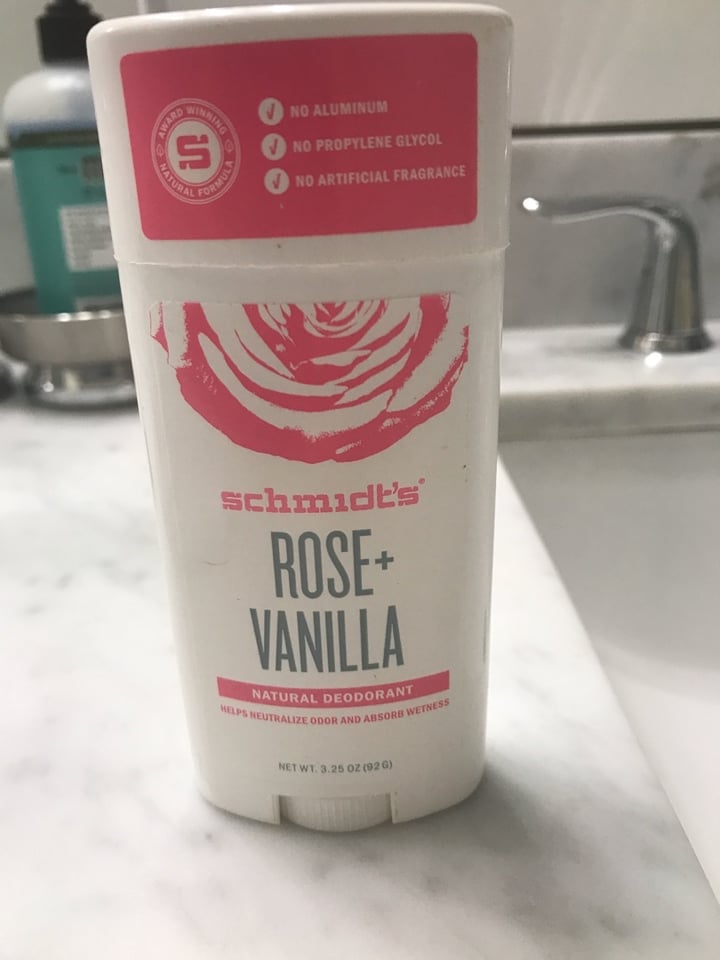 AWARD WINNING
S
NATURAL FORMULA
NO ALUMINUM
NO PROPYLENE GLYCOL
NO ARTIFICIAL FRAGRANCE
schmidt's
ROSE+
VANILLA
NATURAL DEODORANT
HELPS NEUTRALIZE ODOR AND ABSORB WETNESS
NET WT. 3.25 OZ (92 G)